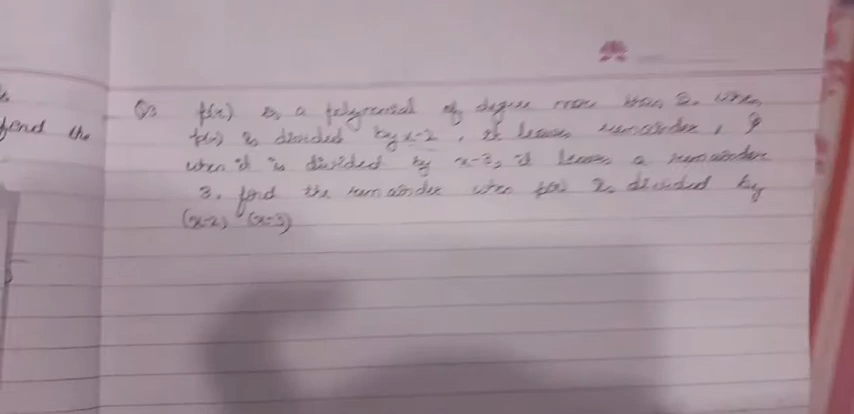 find the
Q3 f(x) is a polynomial of degree more than 2. When
f(x) is divided by x-2, it leaves remainder 1, &
when it is divided by x-3, it leaves a remainder
3, find the remainder when f(x) is divided by
(x-2) (x-3)